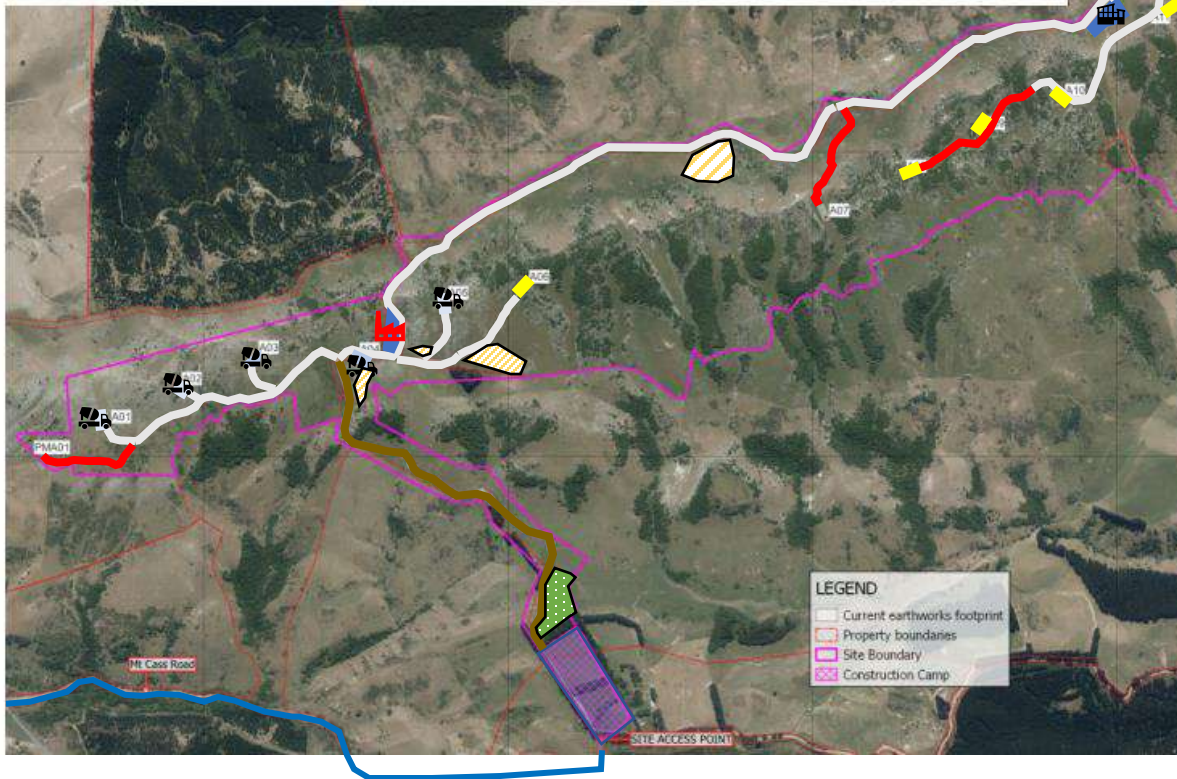 A10
A07
A06
A03
A02
A01
PMA01
LEGEND
Current earthworks footprint
Property boundaries
Site Boundary
Construction Camp
Mt Cass Road
SITE ACCESS POINT